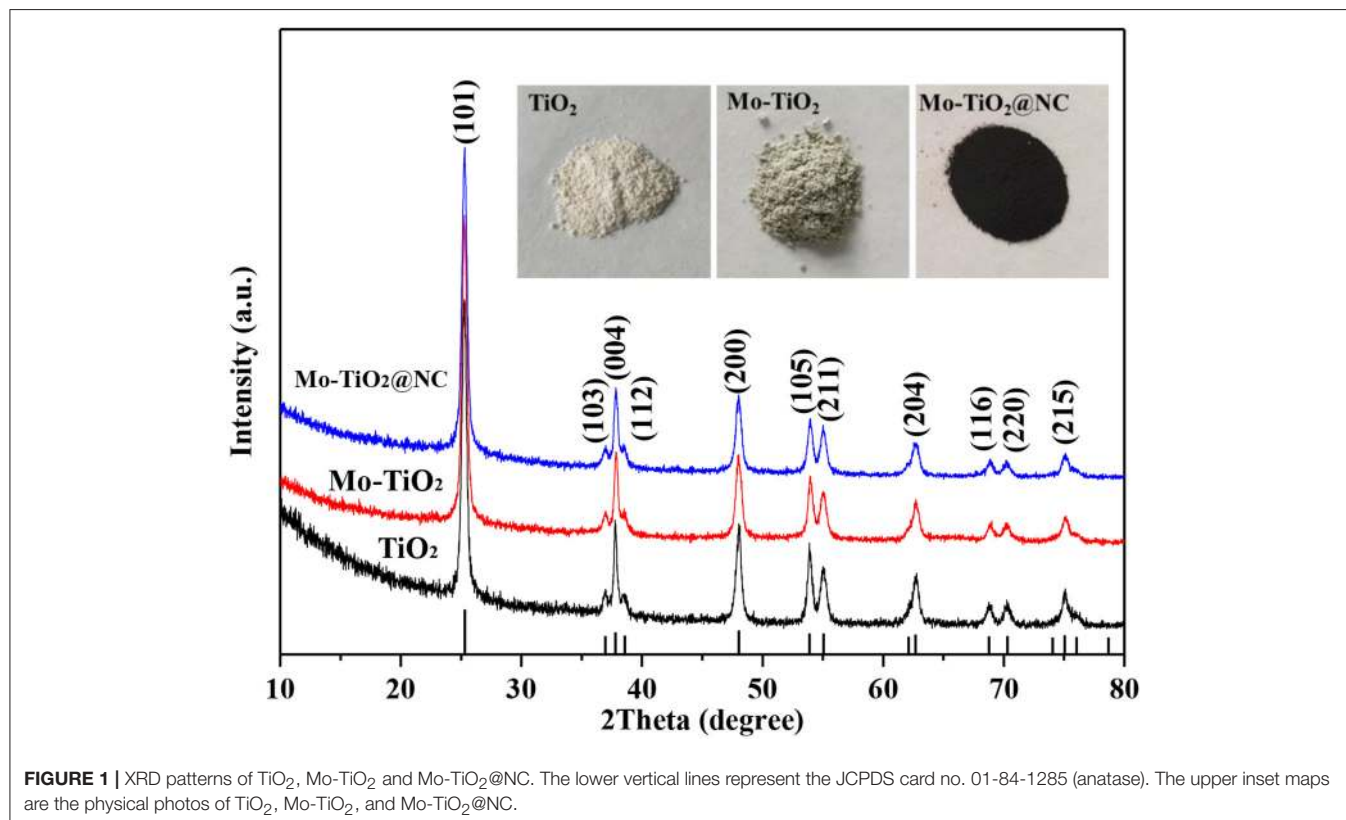 TiO₂
Mo-TiO₂
Mo-TiO₂@NC
(101)
(103)
(004)
(112)
(200)
(105)
(211)
(204)
(116)
(220)
(215)
Mo-TiO₂@NC
Mo-TiO₂
TiO₂
Intensity (a.u.)
10 20 30 40 50 60 70 80
2Theta (degree)
FIGURE 1 | XRD patterns of TiO₂, Mo-TiO₂ and Mo-TiO₂@NC. The lower vertical lines represent the JCPDS card no. 01-84-1285 (anatase). The upper inset maps
are the physical photos of TiO₂, Mo-TiO₂, and Mo-TiO₂@NC.